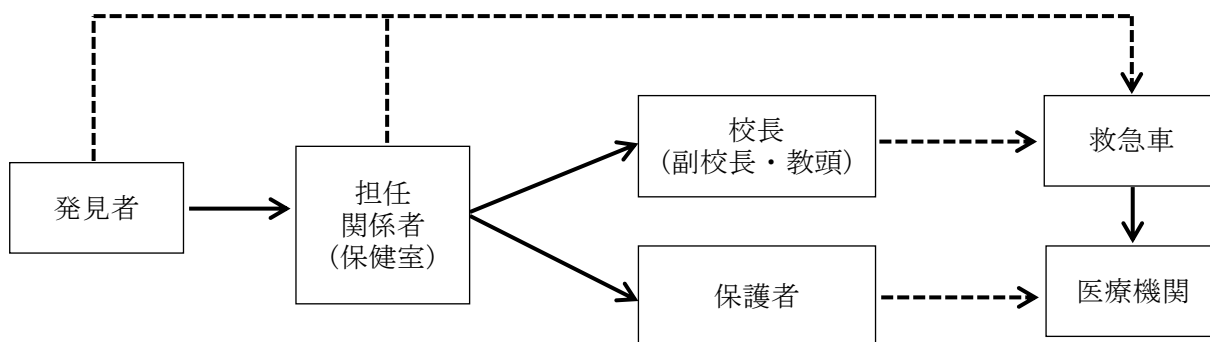 発見者
担任
関係者
(保健室)
校長
(副校長・教頭)
保護者
救急車
医療機関